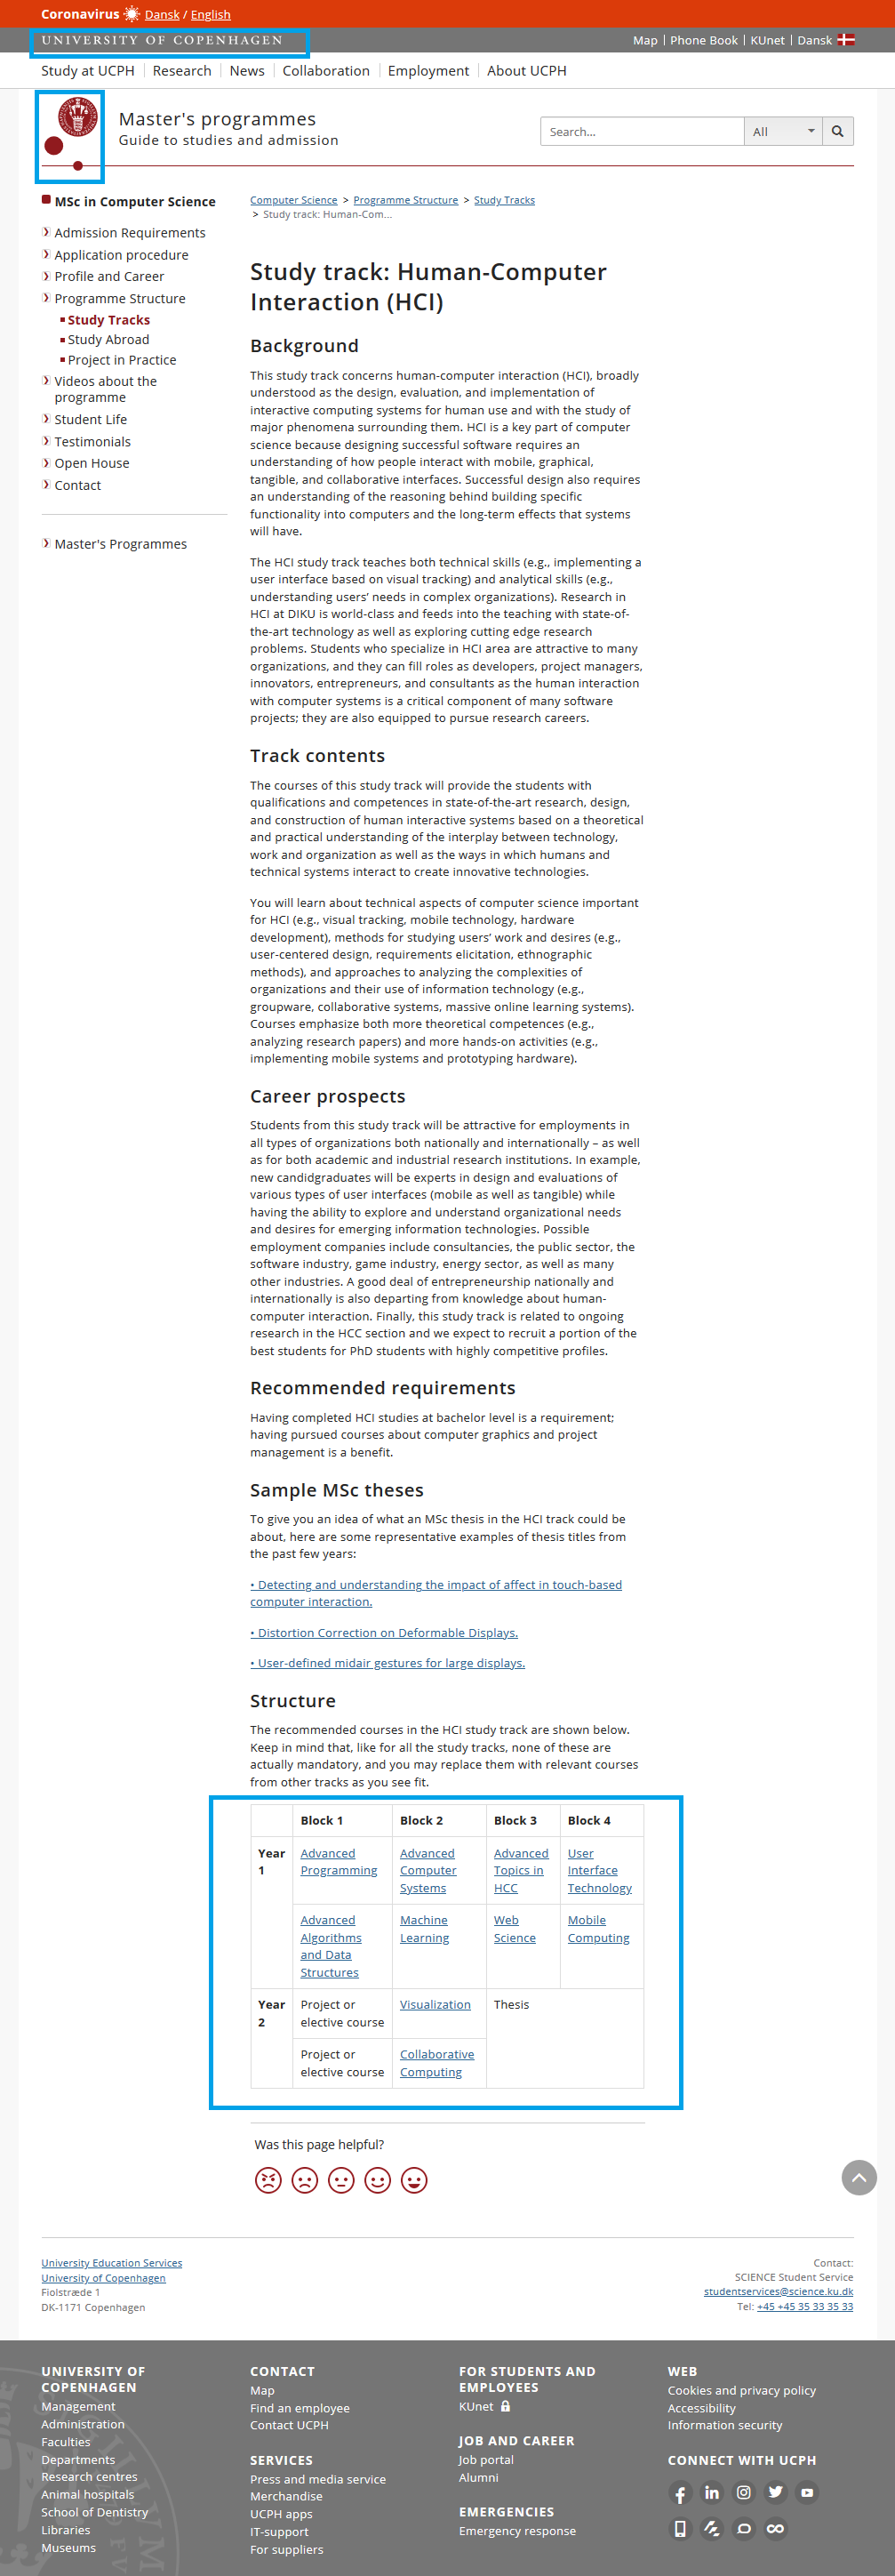 Coronavirus Dansk / English
UNIVERSITY OF COPENHAGEN
Map | Phone Book | KUnet | Dansk
Study at UCPH | Research | News | Collaboration | Employment | About UCPH
Master's programmes
Guide to studies and admission
Search...
All
MSc in Computer Science
Admission Requirements
Application procedure
Profile and Career
Programme Structure
Study Tracks
Study Abroad
Project in Practice
Videos about the
programme
Student Life
Testimonials
Open House
Contact
Master's Programmes
Computer Science > Programme Structure > Study Tracks
> Study track: Human-Com...
Study track: Human-Computer
Interaction (HCI)
Background
This study track concerns human-computer interaction (HCI), broadly
understood as the design, evaluation, and implementation of
interactive computing systems for human use and with the study of
major phenomena surrounding them. HCI is a key part of computer
science because designing successful software requires an
understanding of how people interact with mobile, graphical,
tangible, and collaborative interfaces. Successful design also requires
an understanding of the reasoning behind building specific
functionality into computers and the long-term effects that systems
will have.
The HCI study track teaches both technical skills (e.g., implementing a
user interface based on visual tracking) and analytical skills (e.g.,
understanding users’ needs in complex organizations). Research in
HCI at DIKU is world-class and feeds into the teaching with state-of-
the-art technology as well as exploring cutting edge research
problems. Students who specialize in HCI area are attractive to many
organizations, and they can fill roles as developers, project managers,
innovators, entrepreneurs, and consultants as the human interaction
with computer systems is a critical component of many software
projects; they are also equipped to pursue research careers.
Track contents
The courses of this study track will provide the students with
qualifications and competences in state-of-the-art research, design,
and construction of human interactive systems based on a theoretical
and practical understanding of the interplay between technology,
work and organization as well as the ways in which humans and
technical systems interact to create innovative technologies.
You will learn about technical aspects of computer science important
for HCI (e.g., visual tracking, mobile technology, hardware
development), methods for studying users’ work and desires (e.g.,
user-centered design, requirements elicitation, ethnographic
methods), and approaches to analyzing the complexities of
organizations and their use of information technology (e.g.,
groupware, collaborative systems, massive online learning systems).
Courses emphasize both more theoretical competences (e.g.,
analyzing research papers) and more hands-on activities (e.g.,
implementing mobile systems and prototyping hardware).
Career prospects
Students from this study track will be attractive for employments in
all types of organizations both nationally and internationally – as well
as for both academic and industrial research institutions. In example,
new candidgraduates will be experts in design and evaluations of
various types of user interfaces (mobile as well as tangible) while
having the ability to explore and understand organizational needs
and desires for emerging information technologies. Possible
employment companies include consultancies, the public sector, the
software industry, game industry, energy sector, as well as many
other industries. A good deal of entrepreneurship nationally and
internationally is also departing from knowledge about human-
computer interaction. Finally, this study track is related to ongoing
research in the HCC section and we expect to recruit a portion of the
best students for PhD students with highly competitive profiles.
Recommended requirements
Having completed HCI studies at bachelor level is a requirement;
having pursued courses about computer graphics and project
management is a benefit.
Sample MSc theses
To give you an idea of what an MSc thesis in the HCI track could be
about, here are some representative examples of thesis titles from
the past few years:
• Detecting and understanding the impact of affect in touch-based
computer interaction.
• Distortion Correction on Deformable Displays.
• User-defined midair gestures for large displays.
Structure
The recommended courses in the HCI study track are shown below.
Keep in mind that, like for all the study tracks, none of these are
actually mandatory, and you may replace them with relevant courses
from other tracks as you see fit.
Block 1 Block 2 Block 3 Block 4
Year Advanced Advanced Advanced User
1 Programming Computer Topics in Interface
Systems HCC Technology
Advanced Machine Web Mobile
Algorithms Learning Science Computing
and Data
Structures
Year Project or Visualization Thesis
2 elective course
Project or Collaborative
elective course Computing
Was this page helpful?
University Education Services
University of Copenhagen
Fiolstræde 1
DK-1171 Copenhagen
Contact:
SCIENCE Student Service
studentservices@science.ku.dk
Tel: +45 +45 35 33 35 33
UNIVERSITY OF
COPENHAGEN
Management
Administration
Faculties
Departments
Research centres
Animal hospitals
School of Dentistry
Libraries
Museums
CONTACT
Map
Find an employee
Contact UCPH
SERVICES
Press and media service
Merchandise
UCPH apps
IT-support
For suppliers
FOR STUDENTS AND
EMPLOYEES
KUnet
JOB AND CAREER
Job portal
Alumni
EMERGENCIES
Emergency response
WEB
Cookies and privacy policy
Accessibility
Information security
CONNECT WITH UCPH